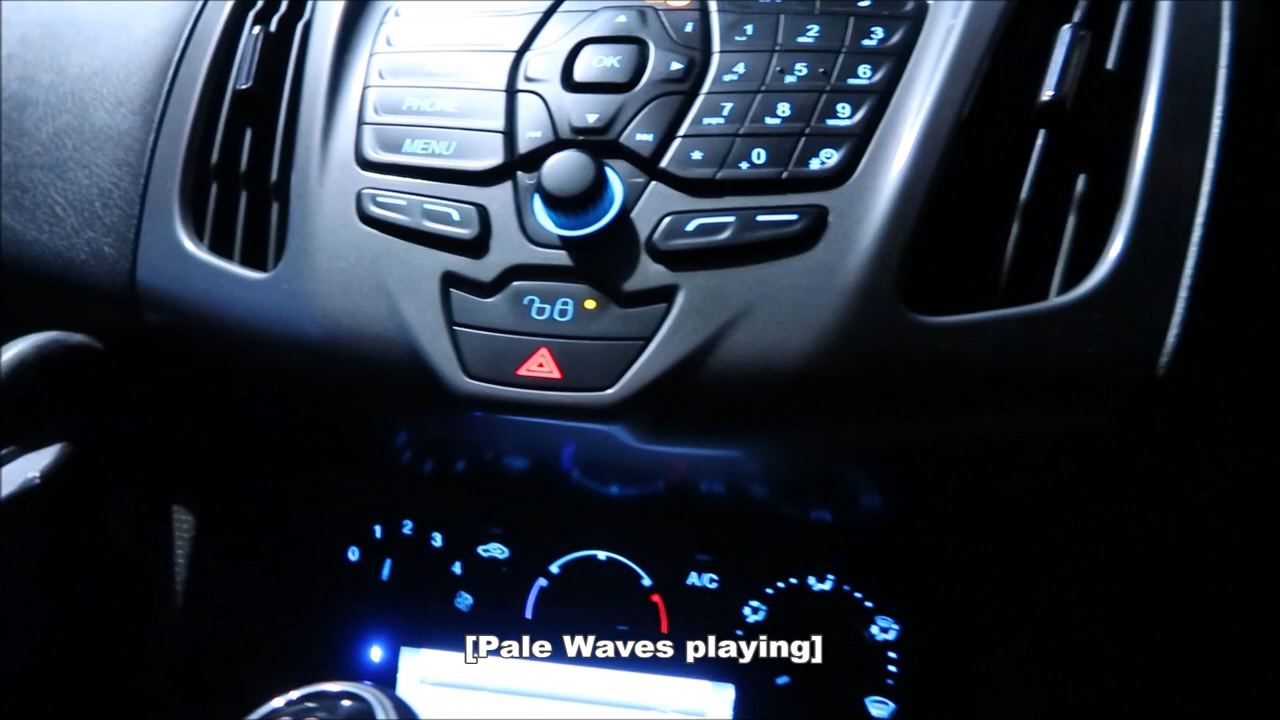 i
1 2 3
OK
4 5 6
PHONE
7 8 9
MENU
* +0 #
0 1 2 3 4
A/C
[Pale Waves playing]